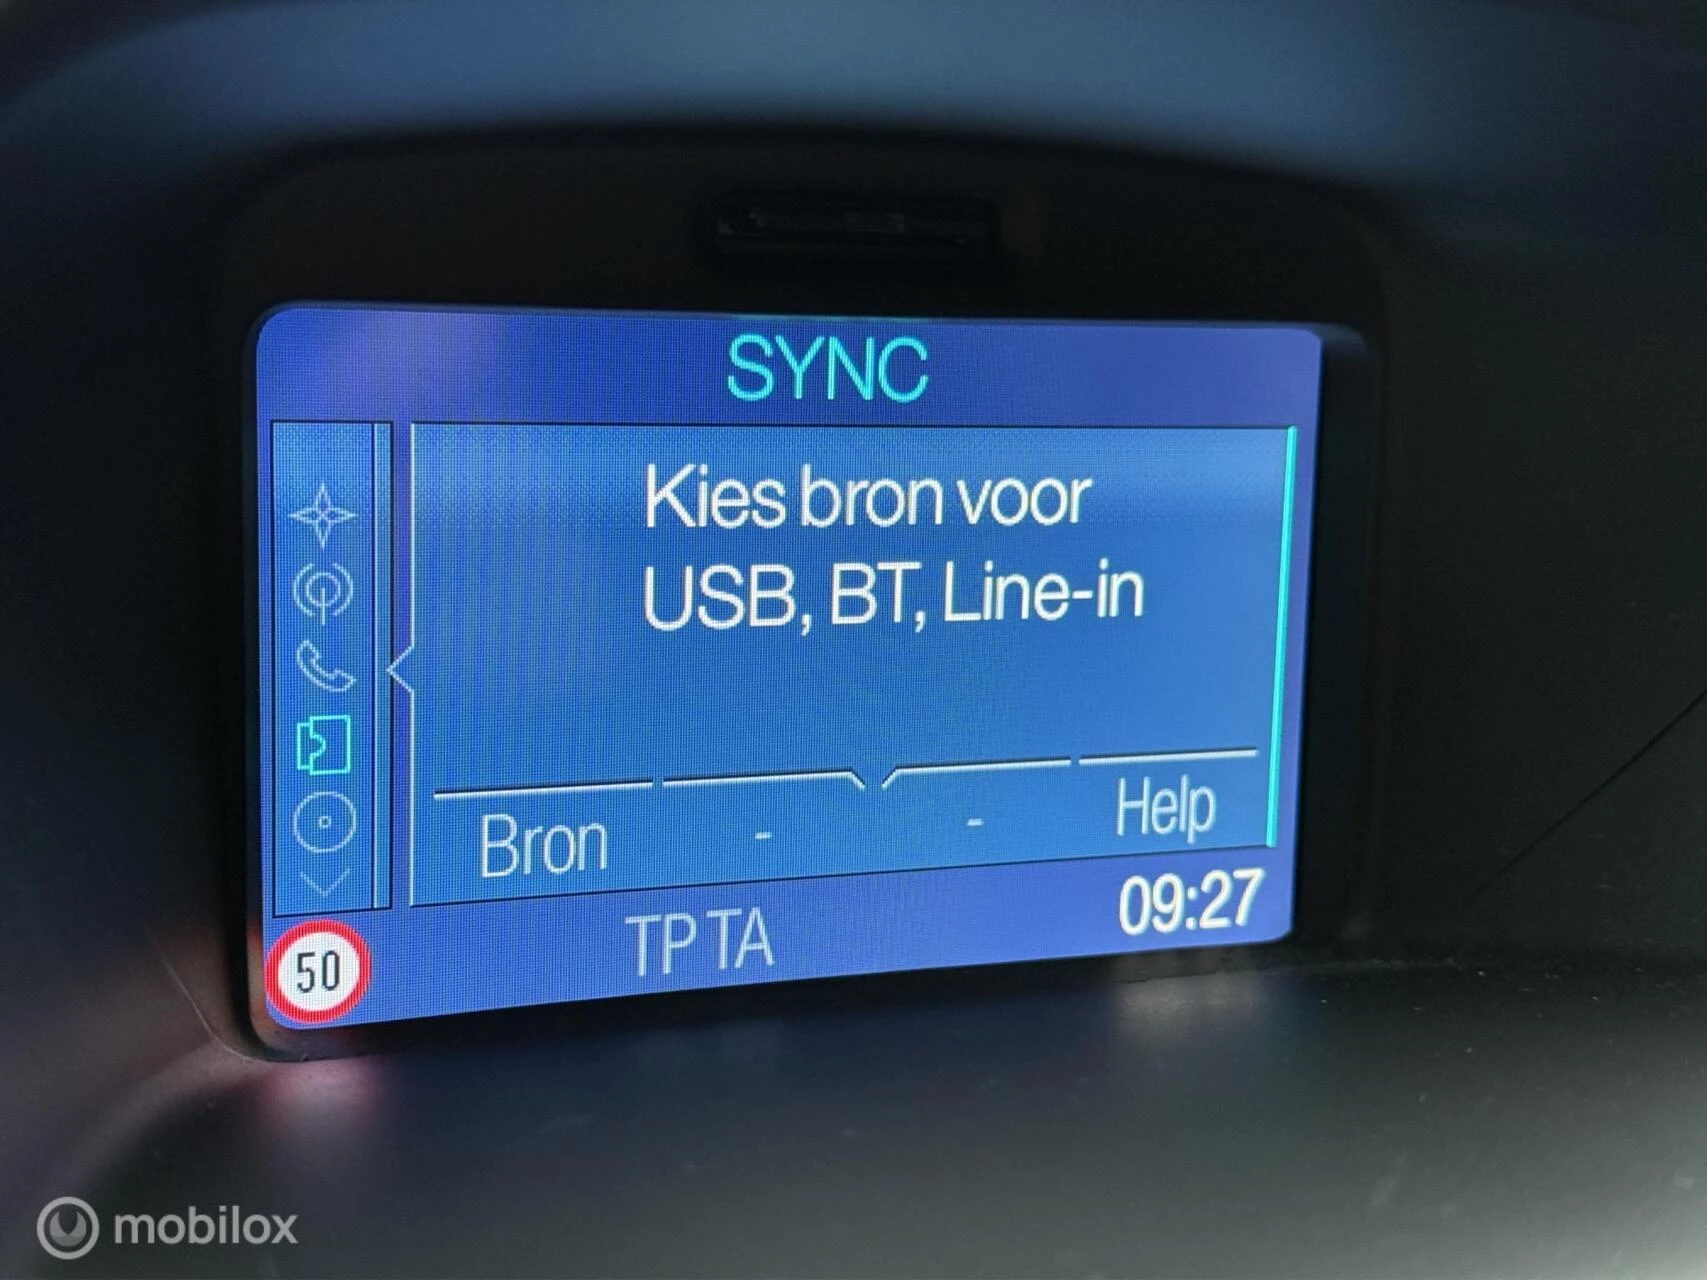 SYNC
Kies bron voor
USB, BT, Line-in
Bron - - Help
50 TP TA 09:27
mobilox